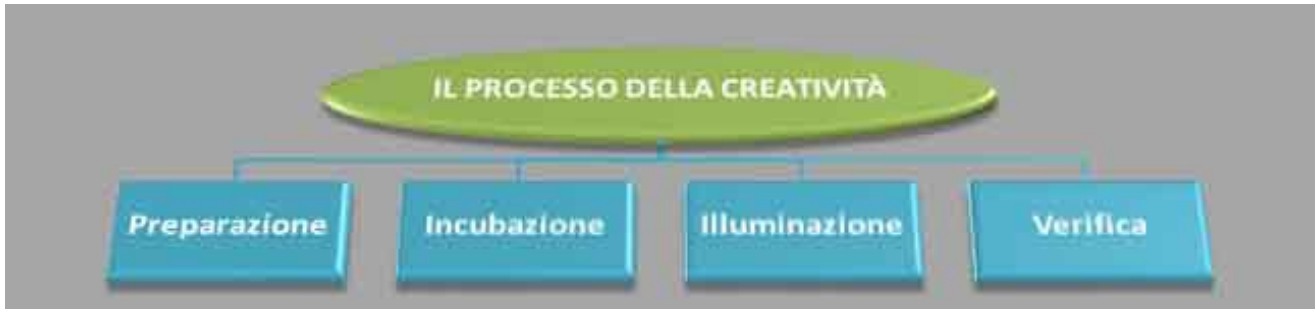 IL PROCESSO DELLA CREATIVITÀ
Preparazione
Incubazione
Illuminazione
Verifica